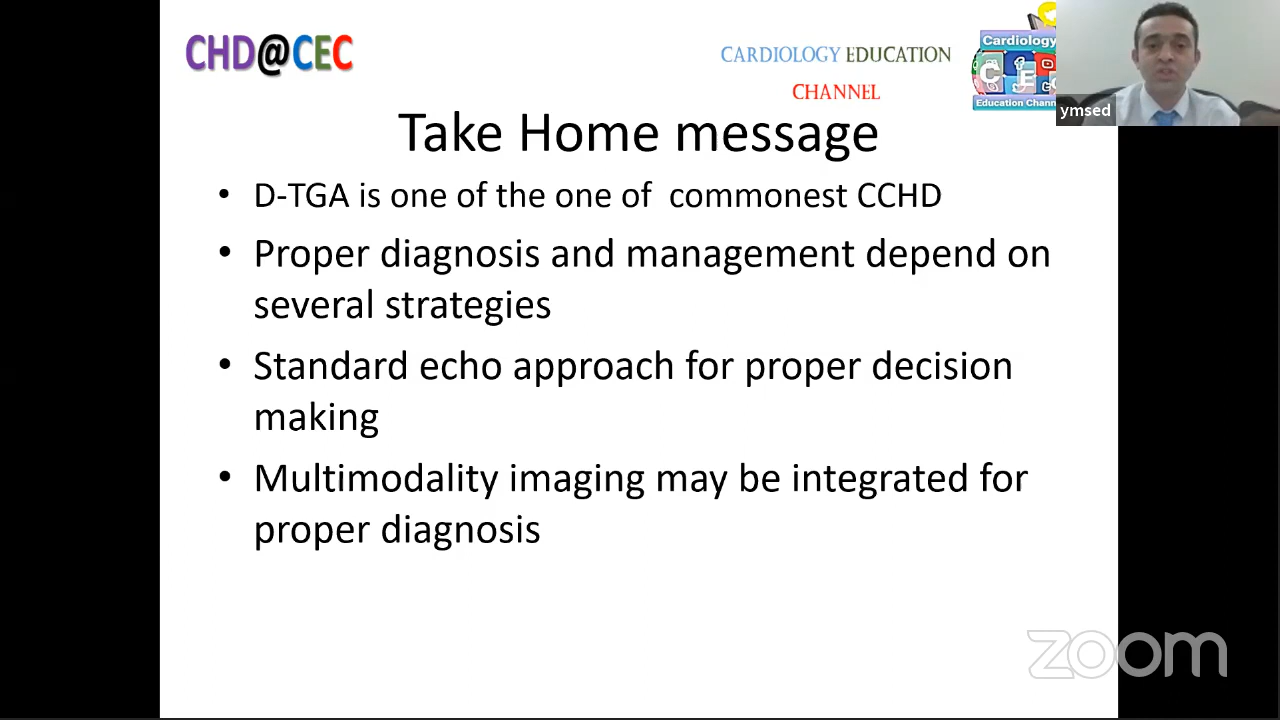 CHD@CEC
CARDIOLOGY EDUCATION
CHANNEL
Cardiology
C E C
Education Chann
ymsed
Take Home message
• D-TGA is one of the one of commonest CCHD
• Proper diagnosis and management depend on
several strategies
• Standard echo approach for proper decision
making
• Multimodality imaging may be integrated for
proper diagnosis
zoom